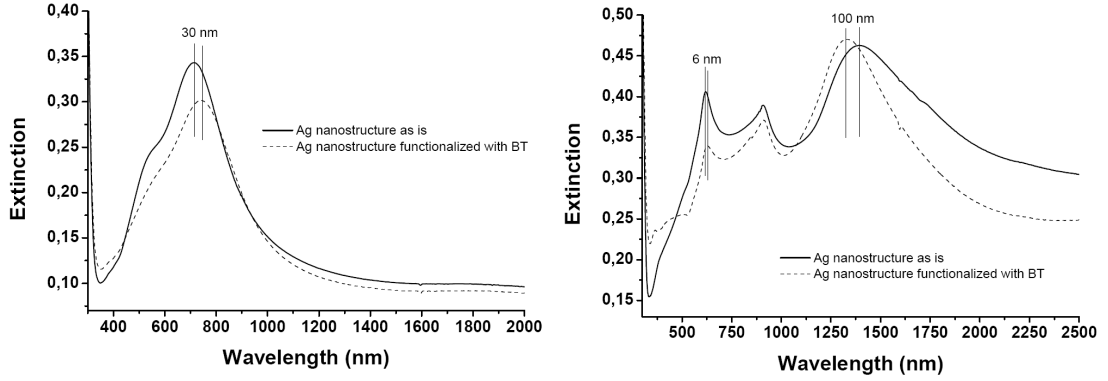 0,40
0,35
0,30
0,25
0,20
0,15
0,10
Extinction
30 nm
Ag nanostructure as is
Ag nanostructure functionalized with BT
400 600 800 1000 1200 1400 1600 1800 2000
Wavelength (nm)
0,50
0,45
0,40
0,35
0,30
0,25
0,20
0,15
Extinction
100 nm
6 nm
Ag nanostructure as is
Ag nanostructure functionalized with BT
500 750 1000 1250 1500 1750 2000 2250 2500
Wavelength (nm)